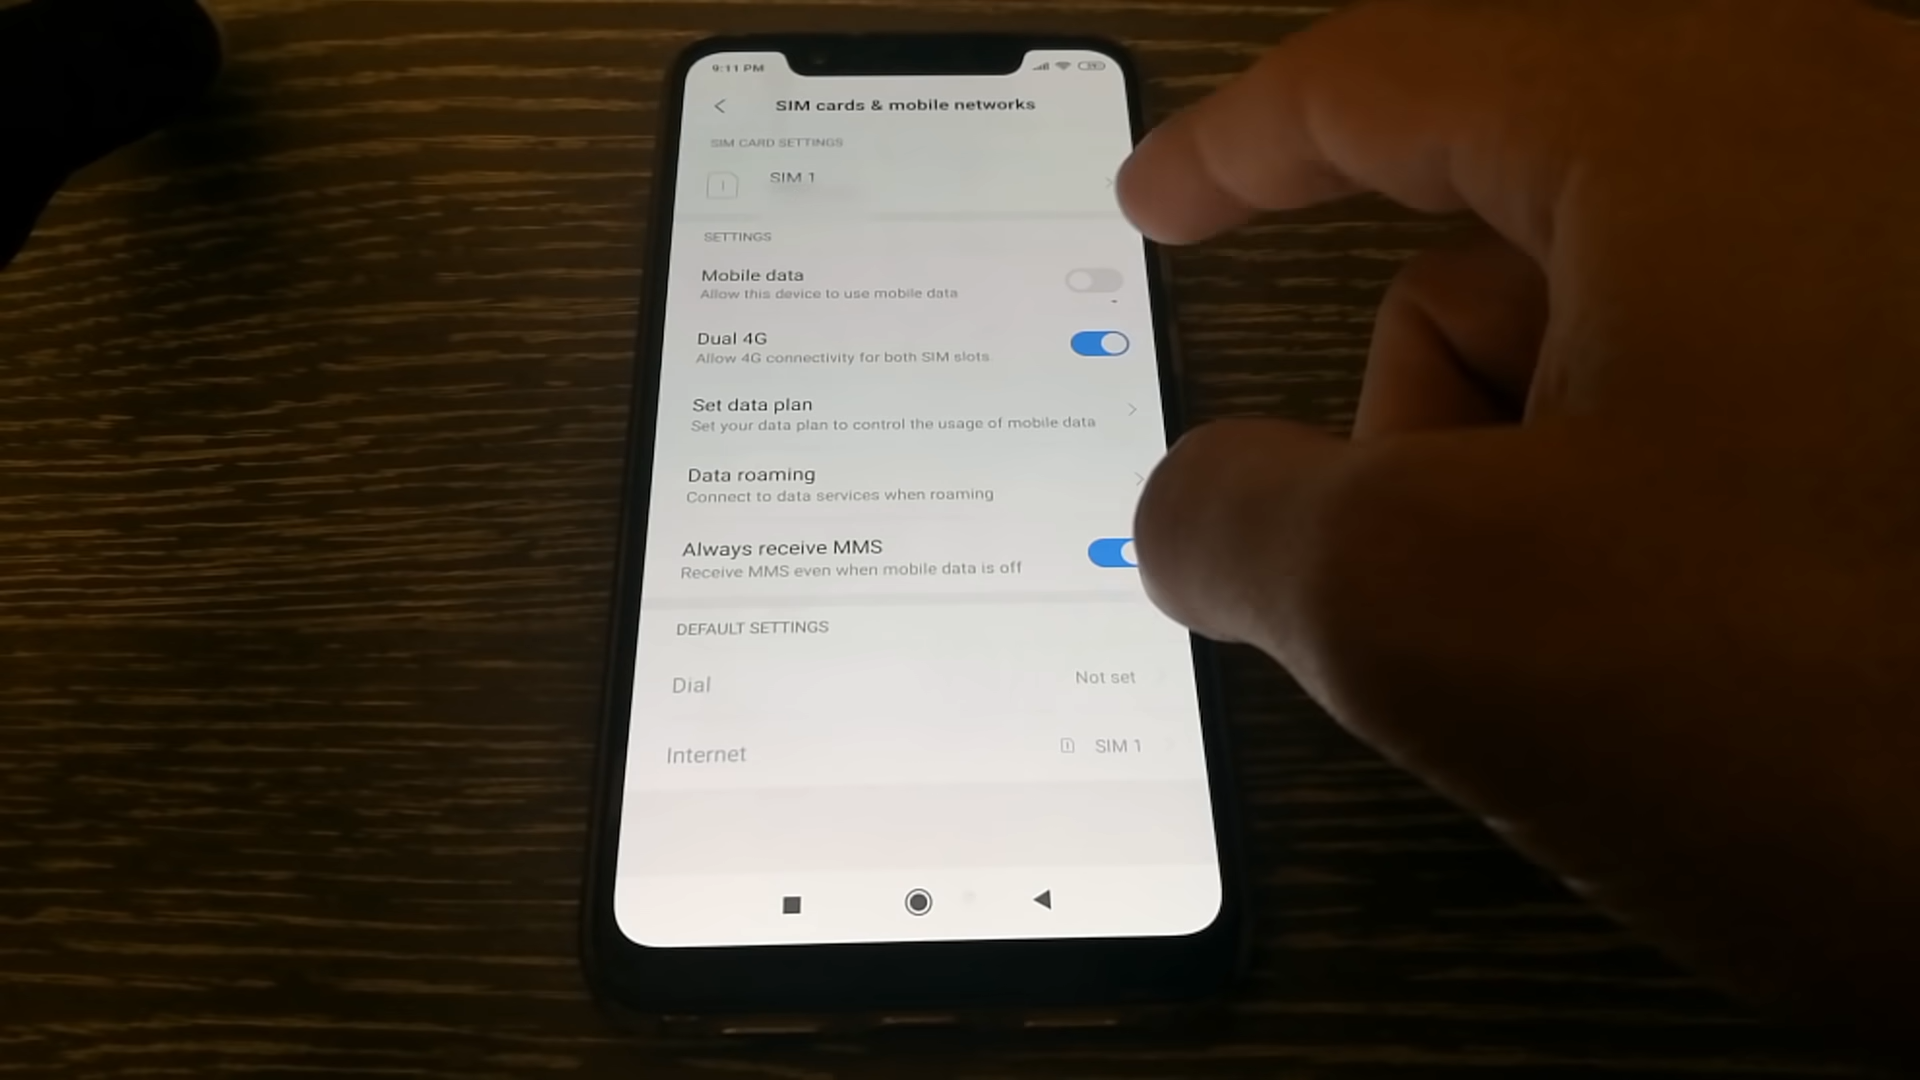 9:11 PM
SIM cards & mobile networks
SIM CARD SETTINGS
SIM 1
SETTINGS
Mobile data
Allow this device to use mobile data
Dual 4G
Allow 4G connectivity for both SIM slots
Set data plan
Set your data plan to control the usage of mobile data
Data roaming
Connect to data services when roaming
Always receive MMS
Receive MMS even when mobile data is off
DEFAULT SETTINGS
Dial
Not set
Internet
SIM 1